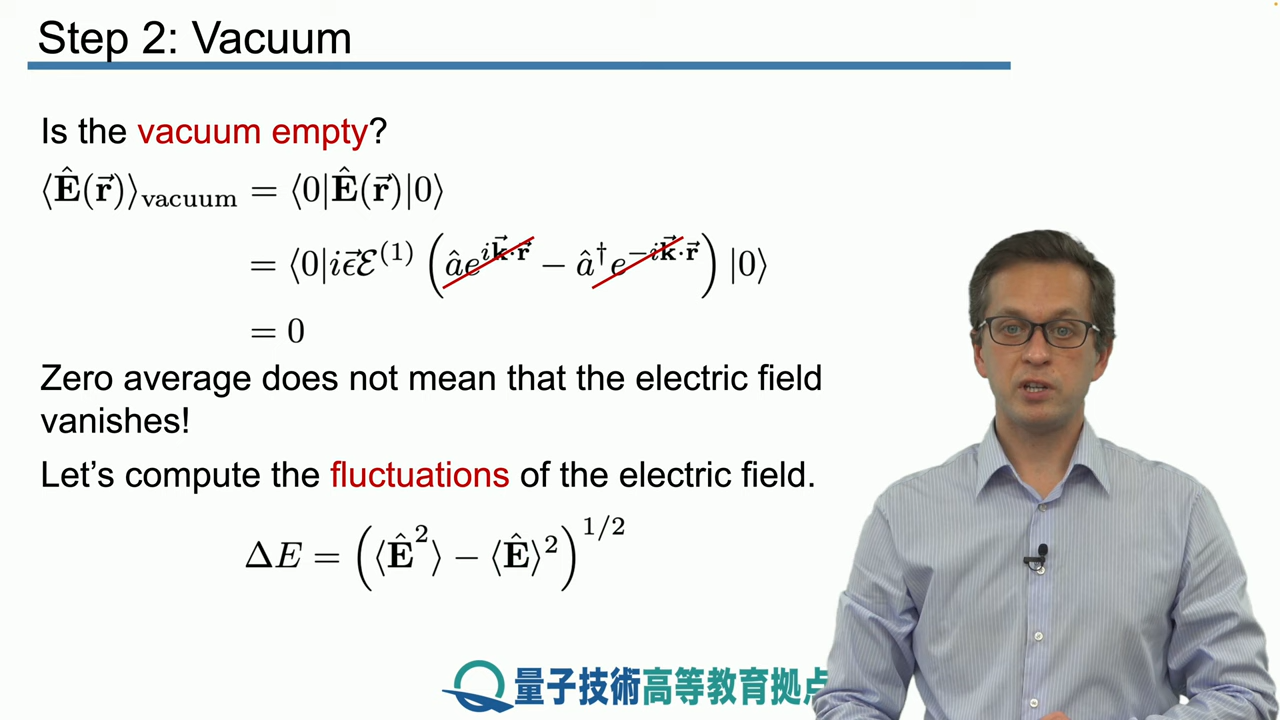 Step 2: Vacuum
Is the vacuum empty?
⟨Ê(r⃗)⟩vacuum = ⟨0|Ê(r⃗)|0⟩
= ⟨0|iϵ⃗ℰ⁽¹⁾ (âe^{ik⃗·r⃗} − â†e^{−ik⃗·r⃗}) |0⟩
= 0
Zero average does not mean that the electric field
vanishes!
Let's compute the fluctuations of the electric field.
ΔE = (⟨Ê²⟩ − ⟨Ê⟩²)^{1/2}
量子技術高等教育拠点